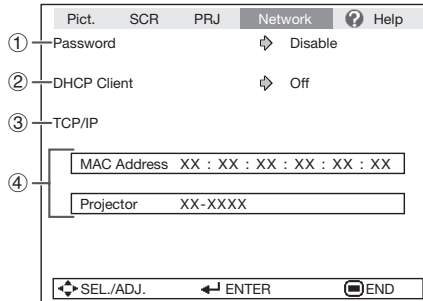 Pict. SCR PRJ Network ? Help
① Password Disable
② DHCP Client Off
③ TCP/IP
④
MAC Address XX : XX : XX : XX : XX : XX
Projector XX-XXXX
SEL./ADJ. ENTER END